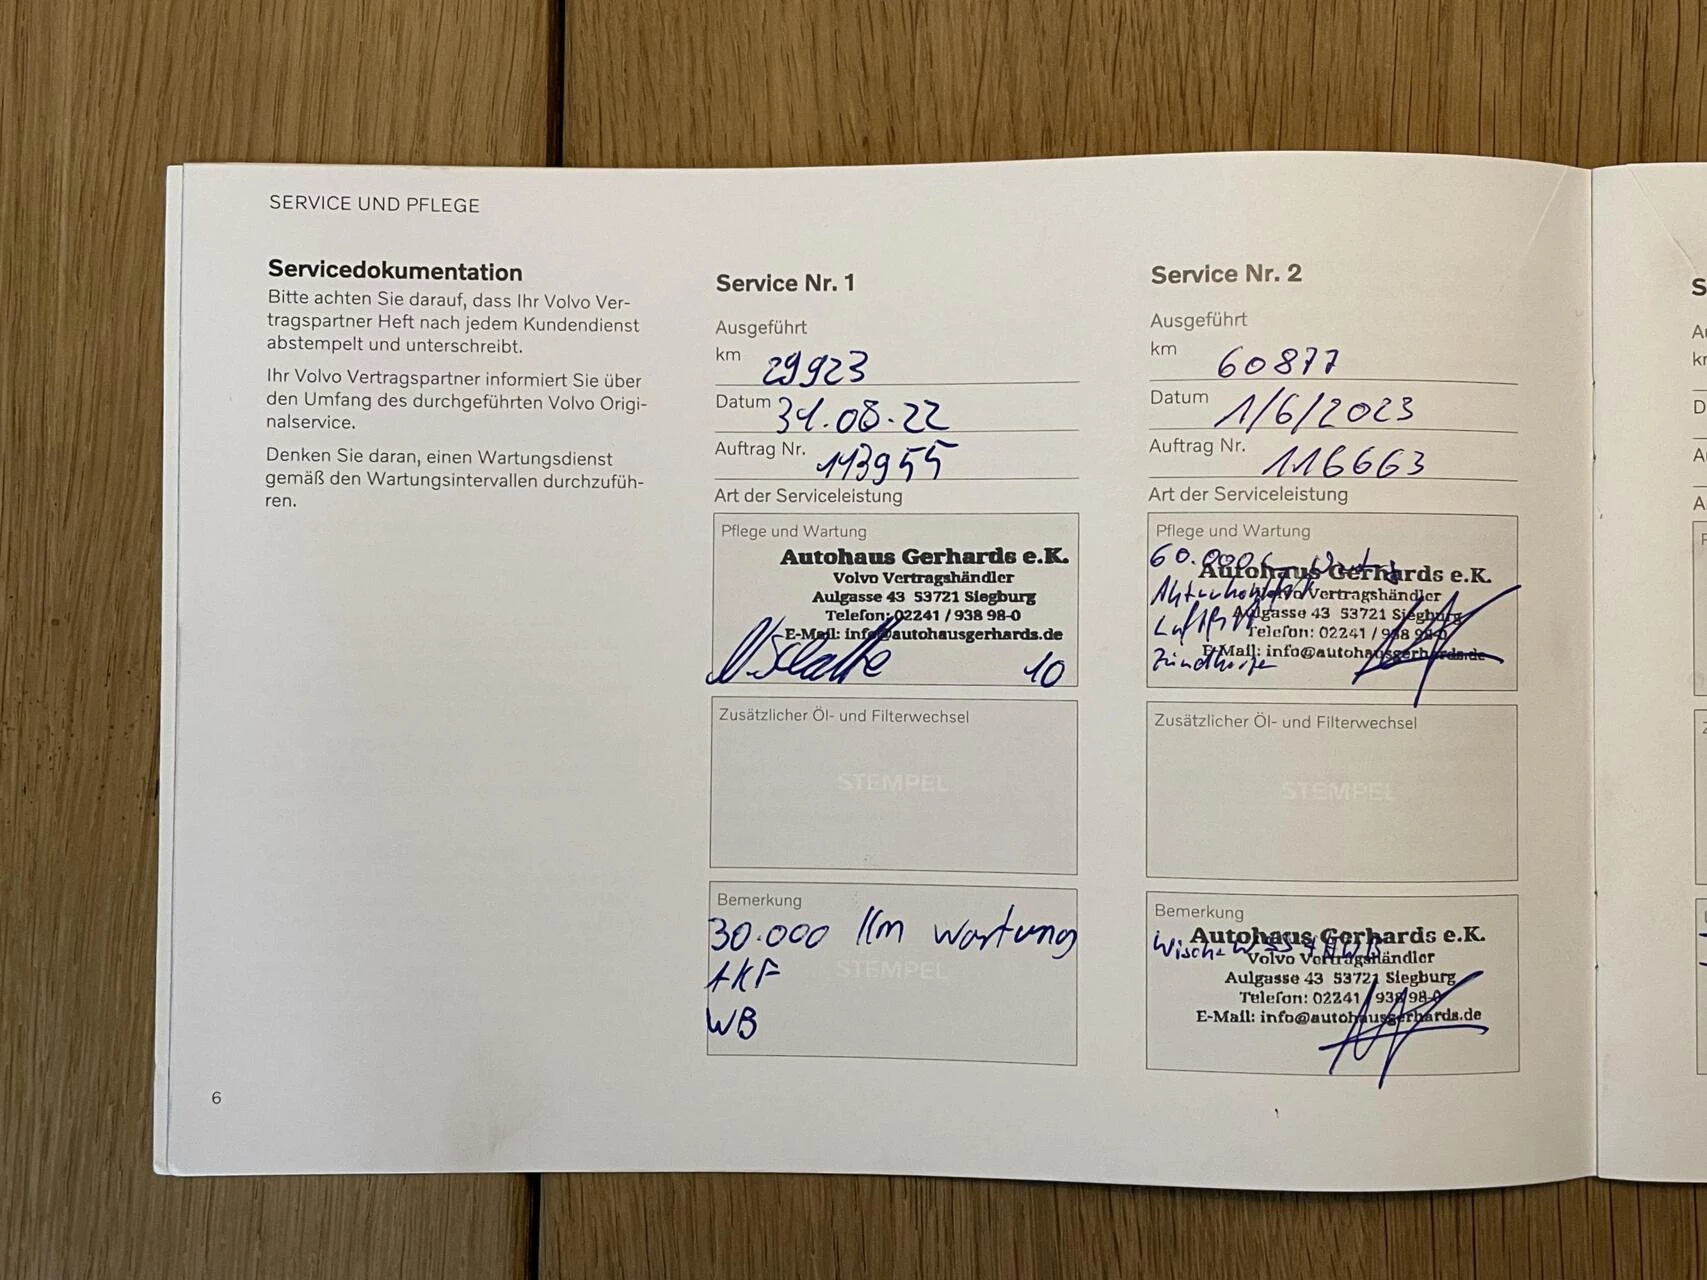 SERVICE UND PFLEGE
Servicedokumentation
Bitte achten Sie darauf, dass Ihr Volvo Ver-
tragspartner Heft nach jedem Kundendienst
abstempelt und unterschreibt.
Ihr Volvo Vertragspartner informiert Sie über
den Umfang des durchgeführten Volvo Origi-
nalservice.
Denken Sie daran, einen Wartungsdienst
gemäß den Wartungsintervallen durchzufüh-
ren.
6
Service Nr. 1
Ausgeführt
km 29923
Datum 31.08.22
Auftrag Nr. 113955
Art der Serviceleistung
Pflege und Wartung
Autohaus Gerhards e.K.
Volvo Vertragshändler
Aulgasse 43 53721 Siegburg
Telefon: 02241 / 938 98-0
E-Mail: info@autohausgerhards.de
10
Zusätzlicher Öl- und Filterwechsel
STEMPEL
Bemerkung
30.000 km Wartung
AKF
STEMPEL
WB
Service Nr. 2
Ausgeführt
km 60877
Datum 1/6/2023
Auftrag Nr. 116663
Art der Serviceleistung
Pflege und Wartung
60.000
Autohaus Gerhards e.K.
Volvo Vertragshändler
Aulgasse 43 53721 Siegburg
Telefon: 02241 / 938 98-0
E-Mail: info@autohausgerhards.de
Zusätzlicher Öl- und Filterwechsel
STEMPEL
Bemerkung
Autohaus Gerhards e.K.
Volvo Vertragshändler
Aulgasse 43 53721 Siegburg
Telefon: 02241 / 938 98-0
E-Mail: info@autohausgerhards.de